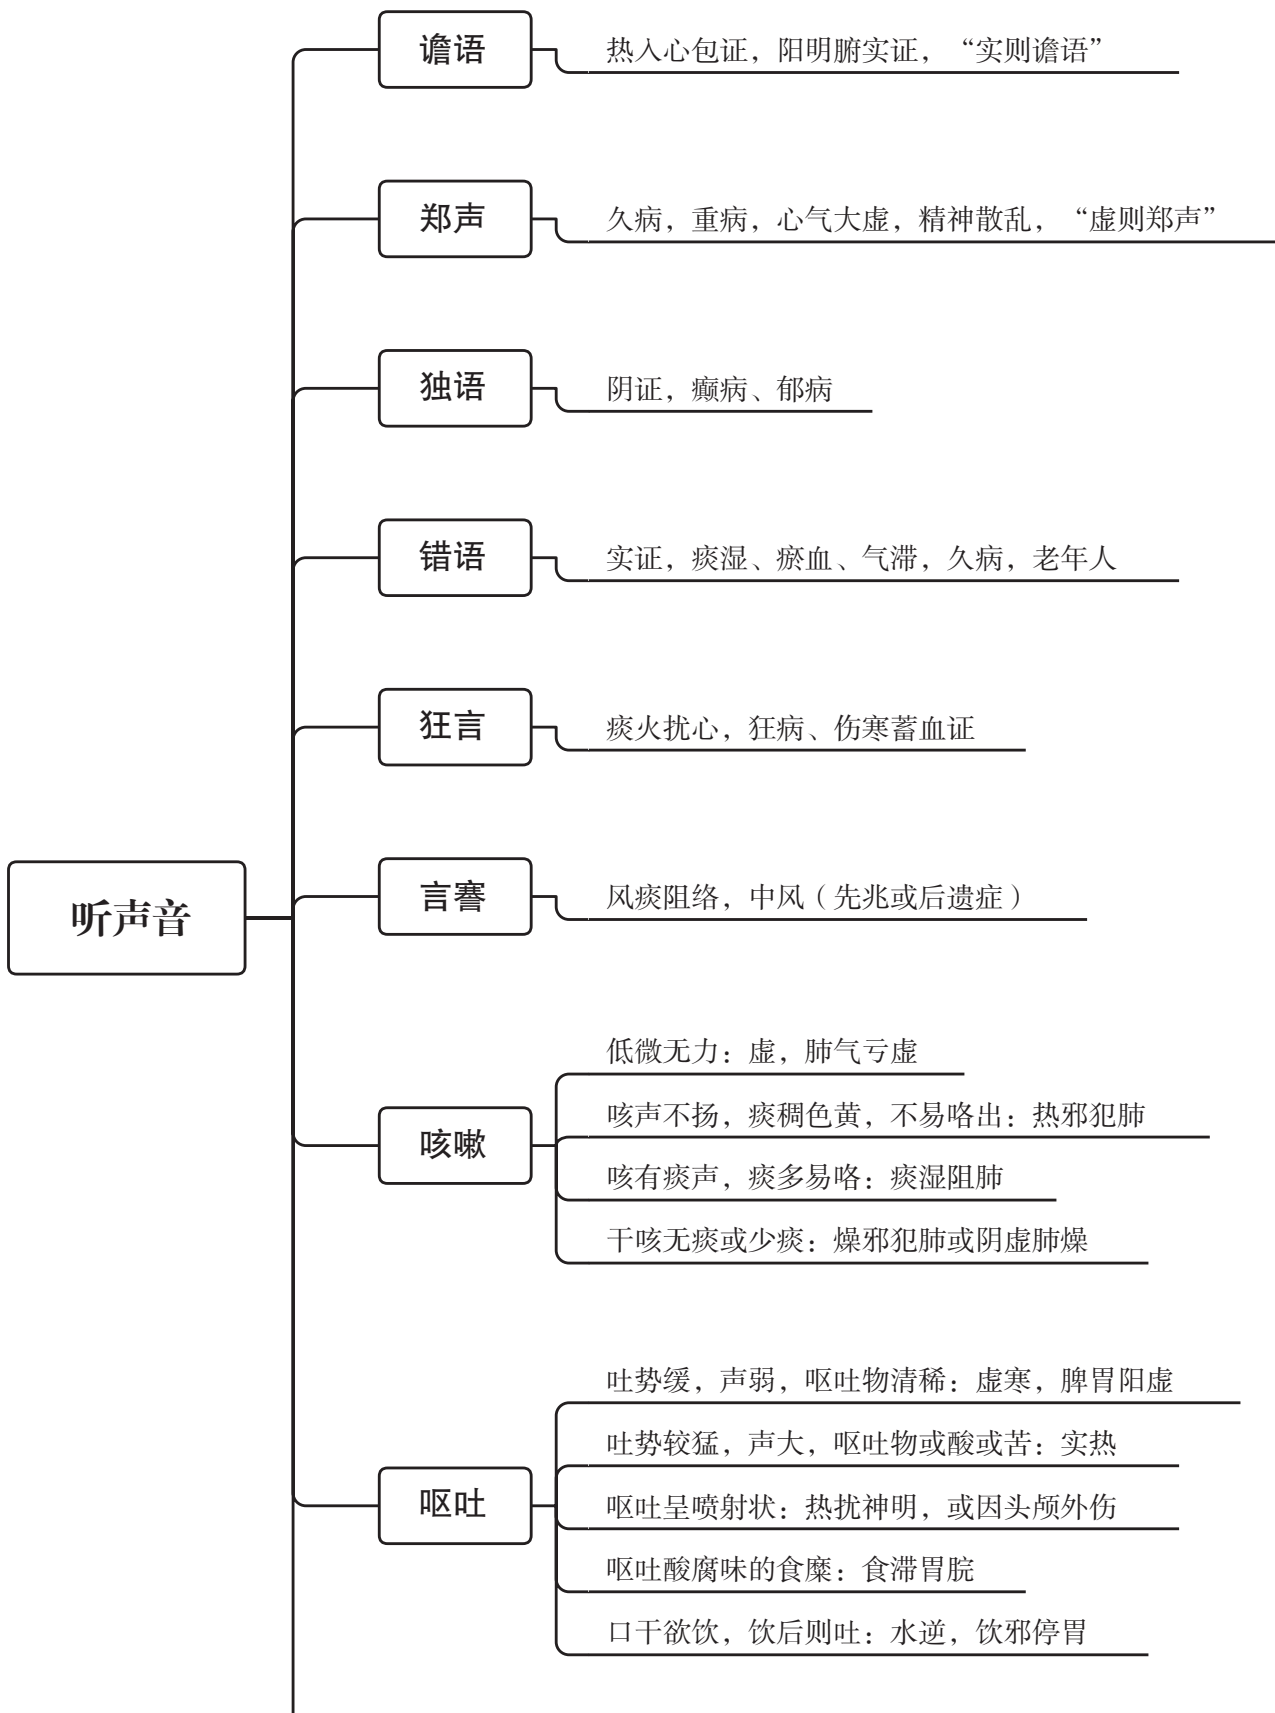 谵语
热入心包证，阳明腑实证，“实则谵语”
郑声
久病，重病，心气大虚，精神散乱，“虚则郑声”
独语
阴证，癫病、郁病
错语
实证，痰湿、瘀血、气滞，久病，老年人
狂言
痰火扰心，狂病、伤寒蓄血证
听声音
言謇
风痰阻络，中风（先兆或后遗症）
咳嗽
低微无力：虚，肺气亏虚
咳声不扬，痰稠色黄，不易咯出：热邪犯肺
咳有痰声，痰多易咯：痰湿阻肺
干咳无痰或少痰：燥邪犯肺或阴虚肺燥
呕吐
吐势缓，声弱，呕吐物清稀：虚寒，脾胃阳虚
吐势较猛，声大，呕吐物或酸或苦：实热
呕吐呈喷射状：热扰神明，或因头颅外伤
呕吐酸腐味的食糜：食滞胃脘
口干欲饮，饮后则吐：水逆，饮邪停胃